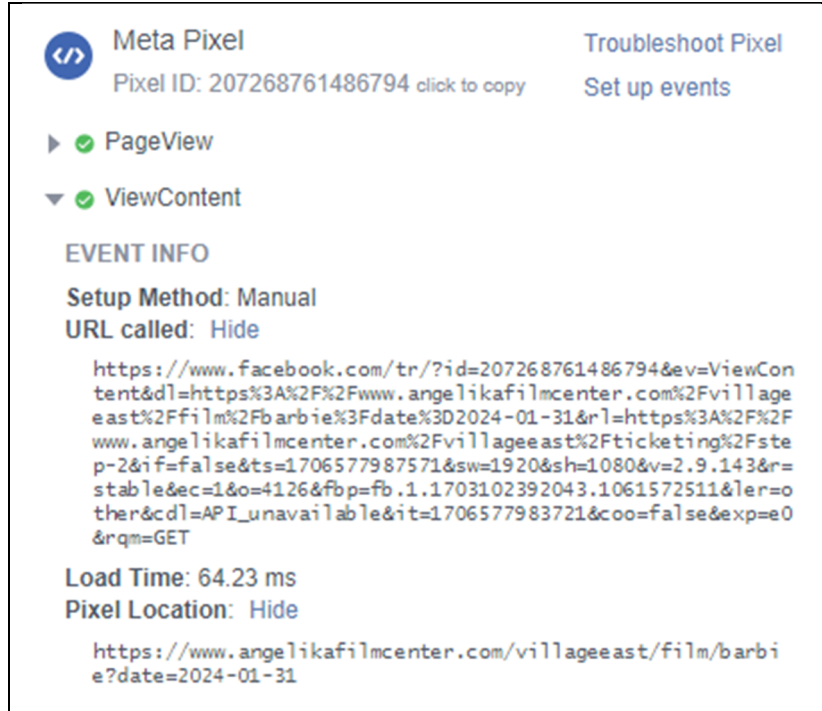 Meta Pixel
Troubleshoot Pixel
Pixel ID: 207268761486794 click to copy
Set up events
PageView
ViewContent
EVENT INFO
Setup Method: Manual
URL called: Hide
https://www.facebook.com/tr/?id=207268761486794&ev=ViewCon
tent&dl=https%3A%2F%2Fwww.angelikafilmcenter.com%2Fvillage
east%2Ffilm%2Fbarbie%3Fdate%3D2024-01-31&rl=https%3A%2F%2F
www.angelikafilmcenter.com%2Fvillageeast%2Fticketing%2Fste
p-2&if=false&ts=1706577987571&sw=1920&sh=1080&v=2.9.143&r=
stable&ec=1&o=4126&fbp=fb.1.1703102392043.1061572511&ler=o
ther&cdl=API_unavailable&it=1706577983721&coo=false&exp=e0
&rqm=GET
Load Time: 64.23 ms
Pixel Location: Hide
https://www.angelikafilmcenter.com/villageeast/film/barbi
e?date=2024-01-31